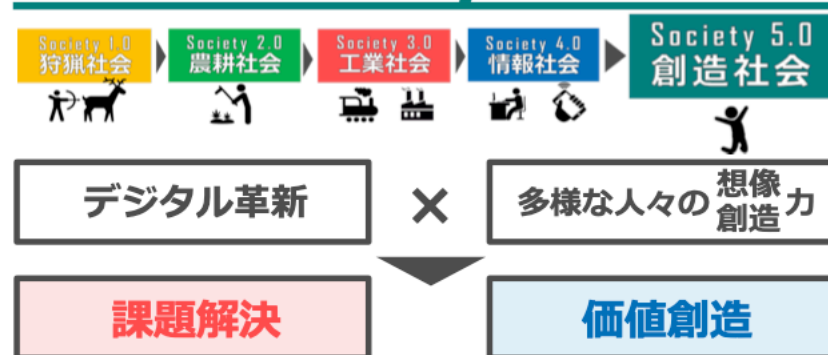 Society 1.0
狩猟社会
Society 2.0
農耕社会
Society 3.0
工業社会
Society 4.0
情報社会
Society 5.0
創造社会
デジタル革新
×
多様な人々の想像力
創造
課題解決
価値創造